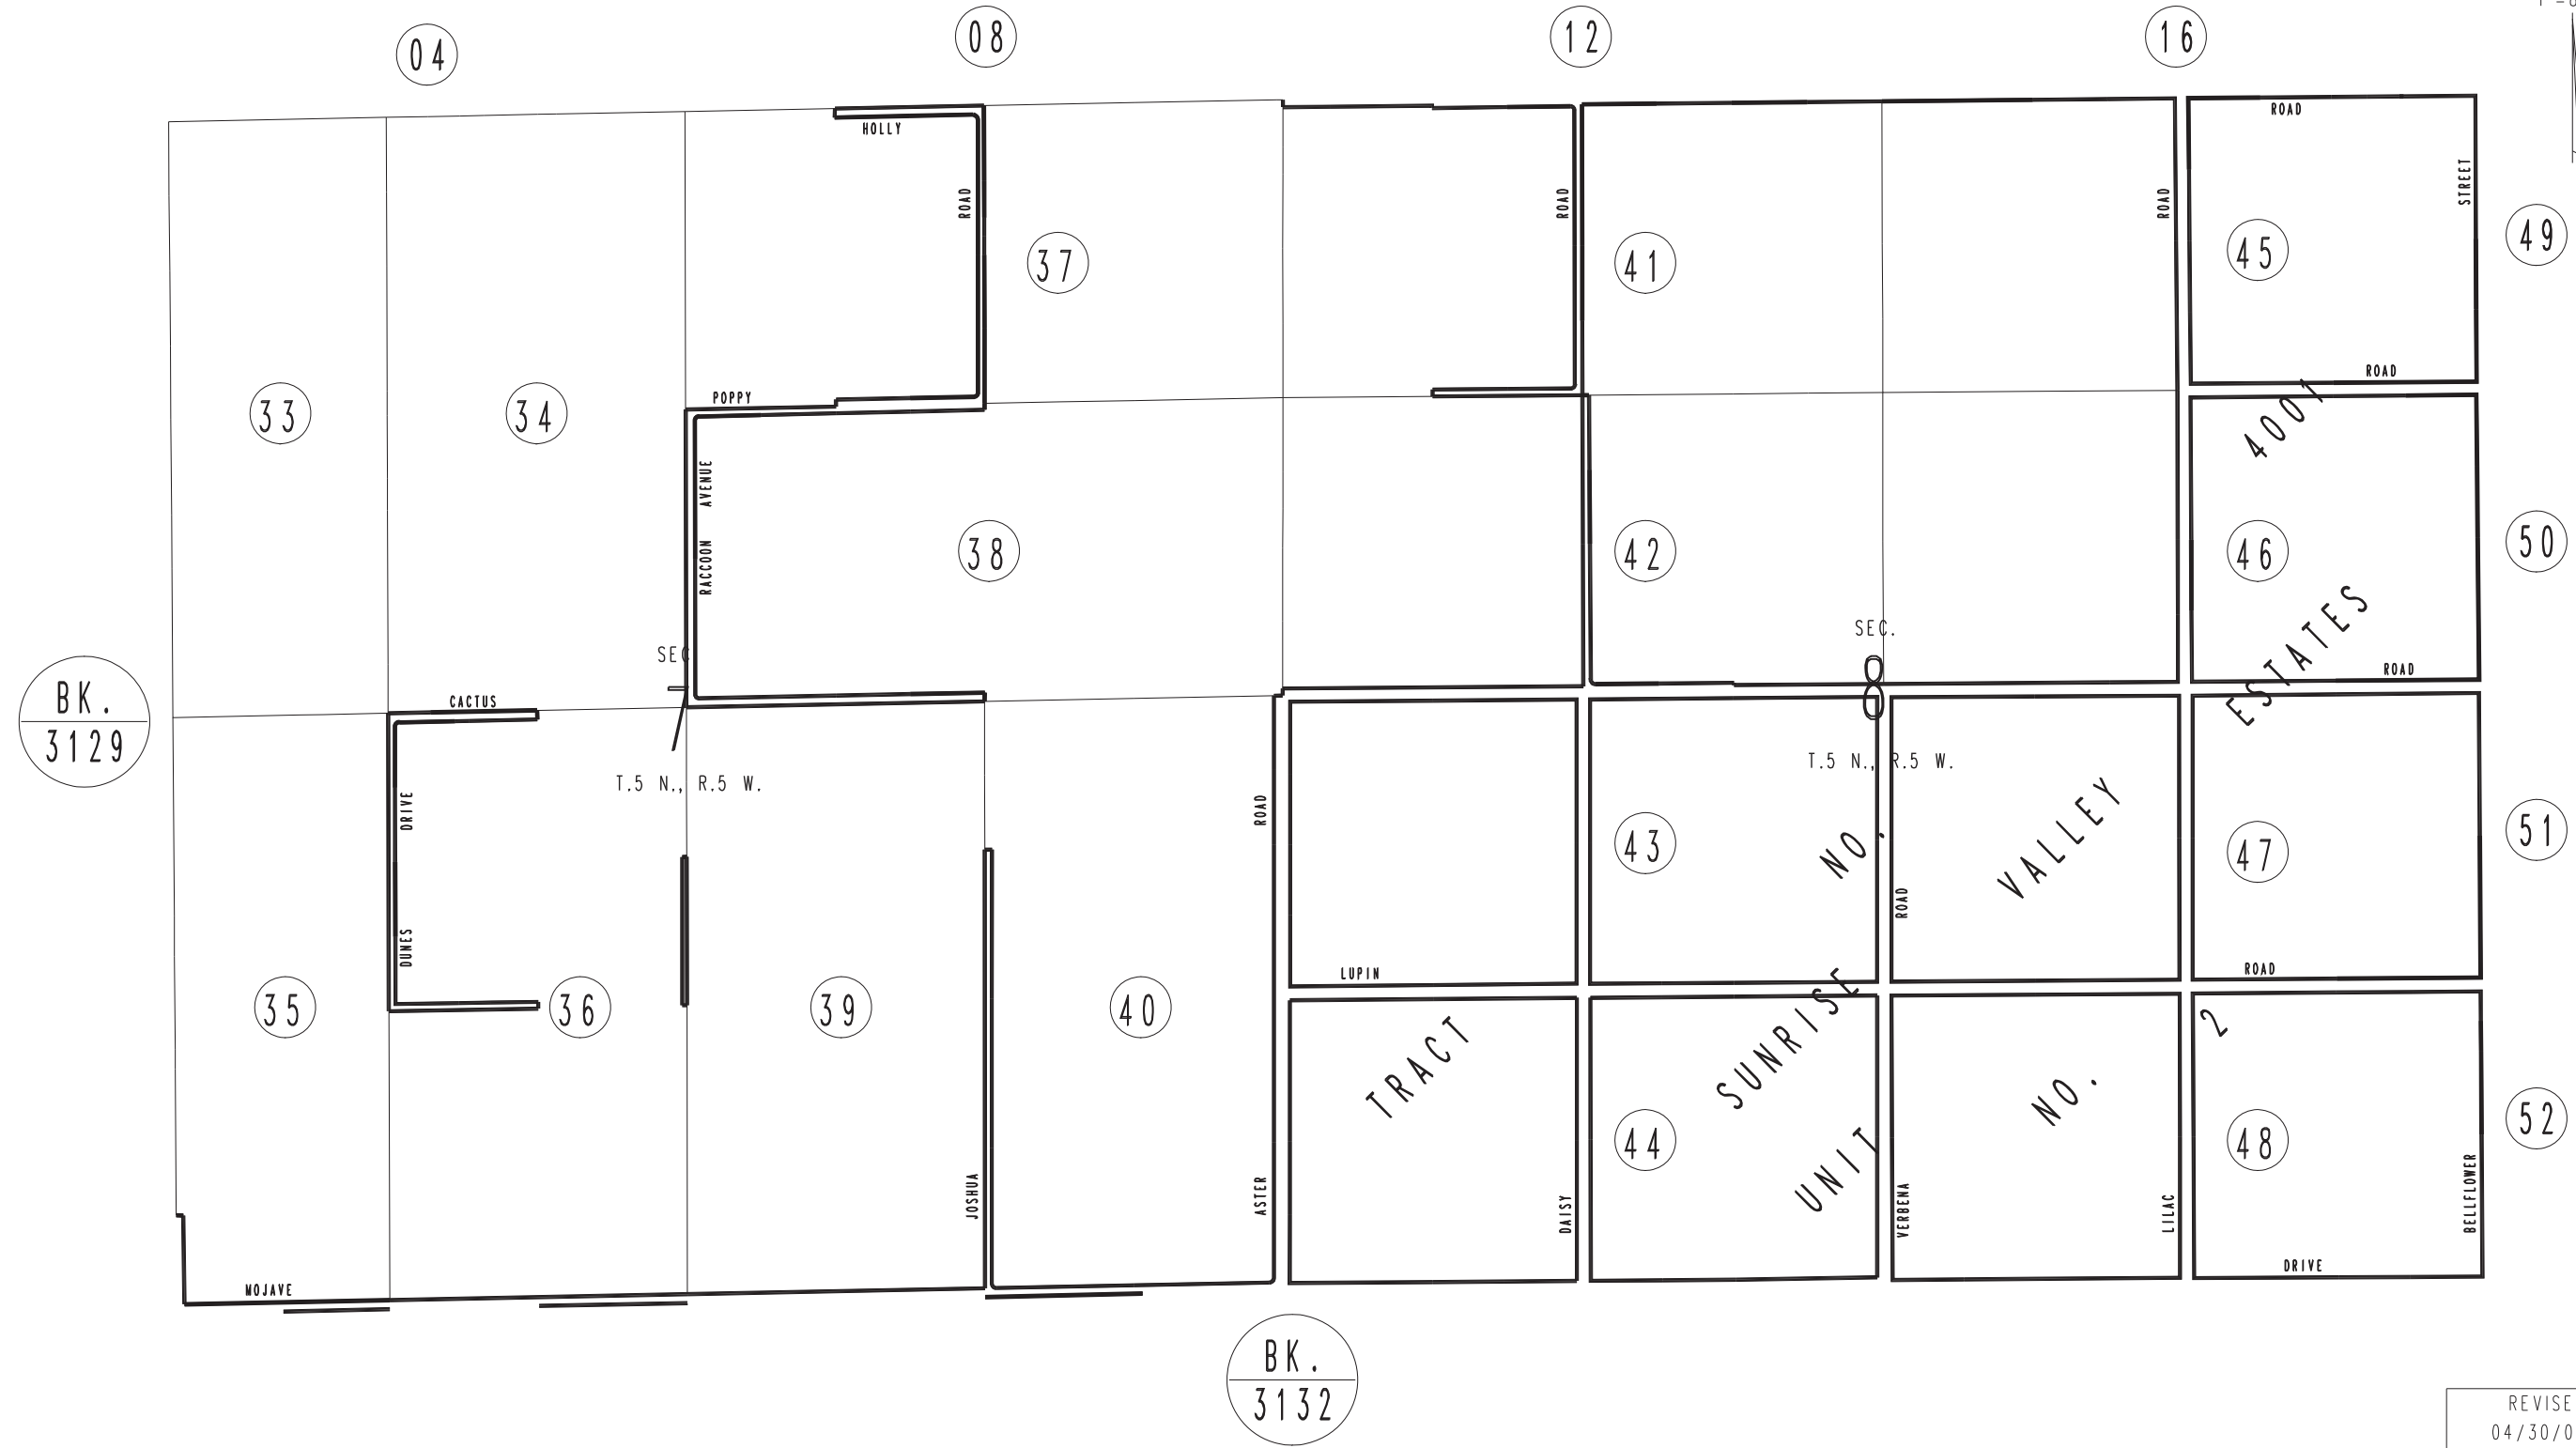 04
08
12
16
HOLLY
ROAD
ROAD
ROAD
ROAD
STREET
37
41
45
49
ROAD
POPPY
33
34
4001
RACCOON AVENUE
38
42
46
50
ESTATES
SEC
7
T.5 N., R.5 W.
SEC.
8
T.5 N., R.5 W.
ROAD
BK.
3129
CACTUS
DUNES DRIVE
ROAD
43
NO.
VALLEY
47
51
ROAD
LUPIN
ROAD
35
36
39
40
TRACT
SUNRISE
NO.
2
44
UNIT
48
52
JOSHUA
ASTER
DAISY
VERBENA
LILAC
BELLFLOWER
MOJAVE
DRIVE
BK.
3132
REVISE
04/30/0